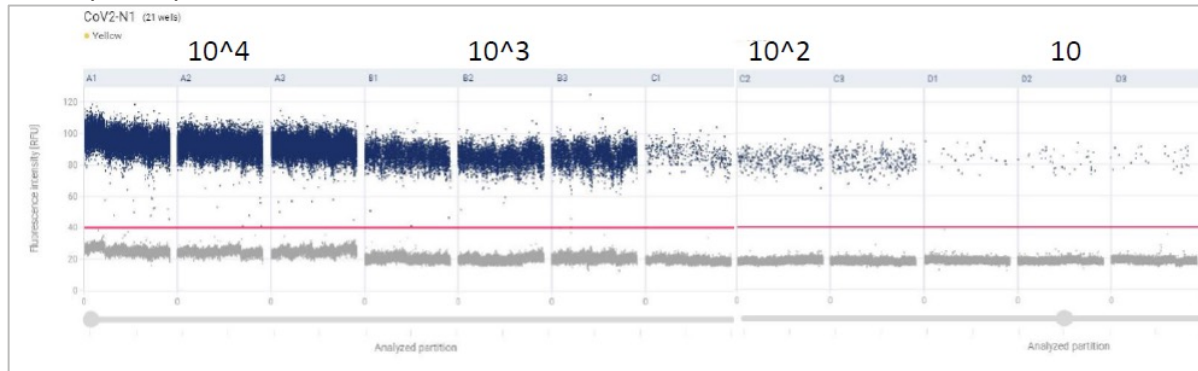 CoV2-N1 (21 wells)
Yellow
10^4 10^3 10^2 10
A1 A2 A3 B1 B2 B3 C1 C2 C3 D1 D2 D3
120
100
80
60
40
20
0
Fluorescence intensity [RFU]
0 0 0 0 0 0 0 0 0 0 0 0
Analyzed partition Analyzed partition